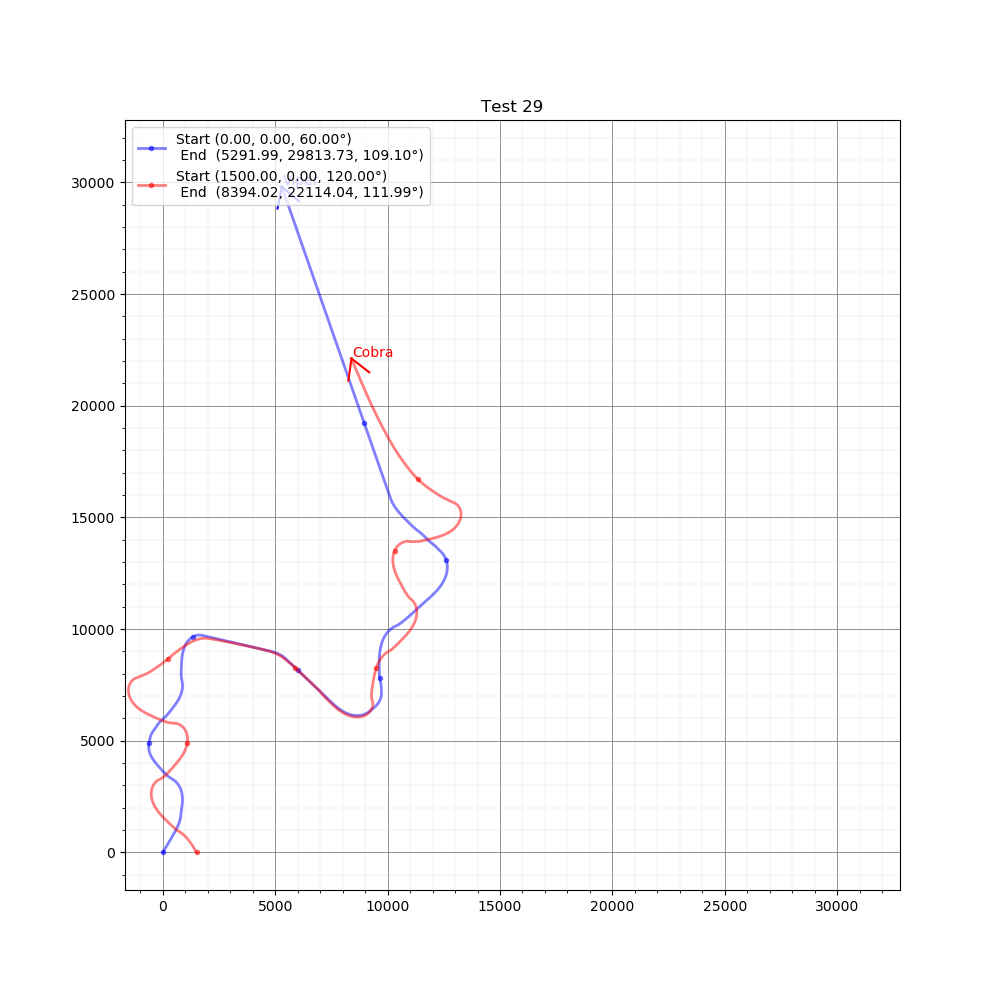 Test 29
Start (0.00, 0.00, 60.00°)
End (5291.99, 29813.73, 109.10°)
Start (1500.00, 0.00, 120.00°)
End (8394.02, 22114.04, 111.99°)
Cobra
30000
25000
20000
15000
10000
5000
0
0 5000 10000 15000 20000 25000 30000